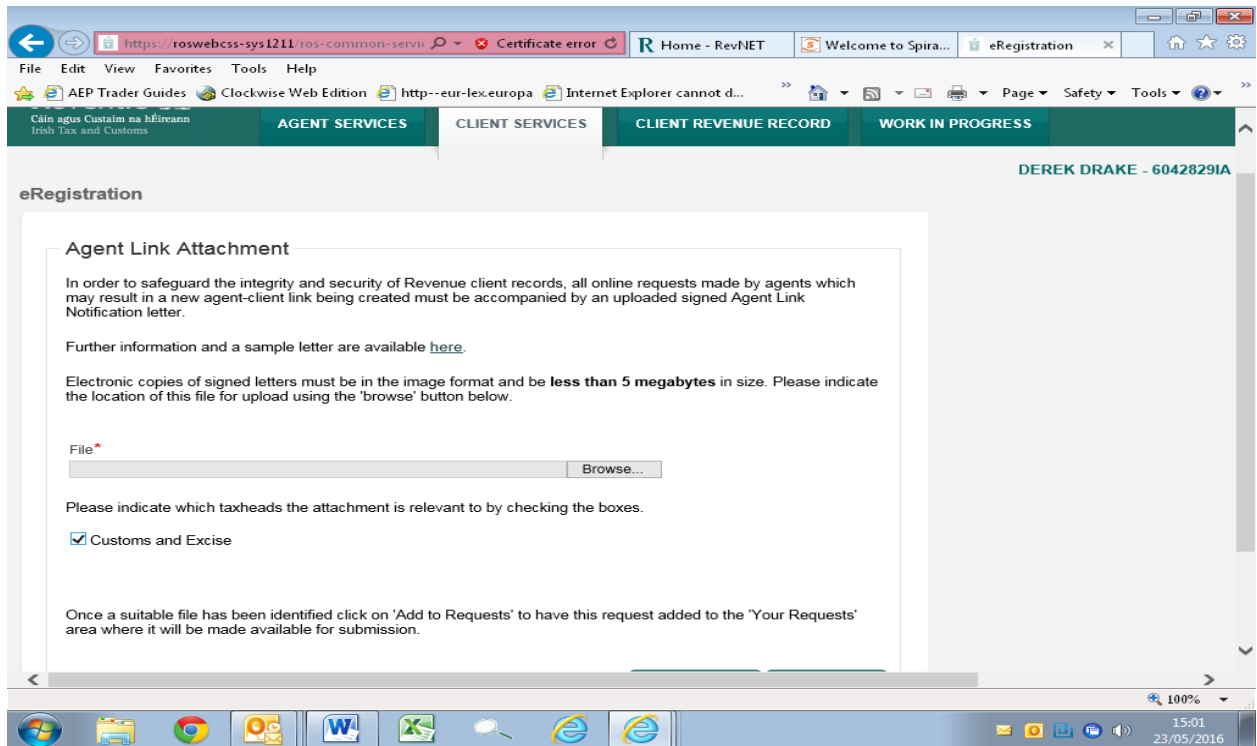 https://roswebcss-sys1211/ros-common-servic
Certificate error
Home - RevNET
Welcome to Spira...
eRegistration
File Edit View Favorites Tools Help
AEP Trader Guides Clockwise Web Edition http--eur-lex.europa Internet Explorer cannot d... Page Safety Tools
Cáin agus Custaim na hÉireann
Irish Tax and Customs
AGENT SERVICES CLIENT SERVICES CLIENT REVENUE RECORD WORK IN PROGRESS
DEREK DRAKE - 6042829IA
eRegistration
Agent Link Attachment
In order to safeguard the integrity and security of Revenue client records, all online requests made by agents which
may result in a new agent-client link being created must be accompanied by an uploaded signed Agent Link
Notification letter.
Further information and a sample letter are available here.
Electronic copies of signed letters must be in the image format and be less than 5 megabytes in size. Please indicate
the location of this file for upload using the 'browse' button below.
File*
Browse...
Please indicate which taxheads the attachment is relevant to by checking the boxes.
Customs and Excise
Once a suitable file has been identified click on 'Add to Requests' to have this request added to the 'Your Requests'
area where it will be made available for submission.
100%
15:01
23/05/2016